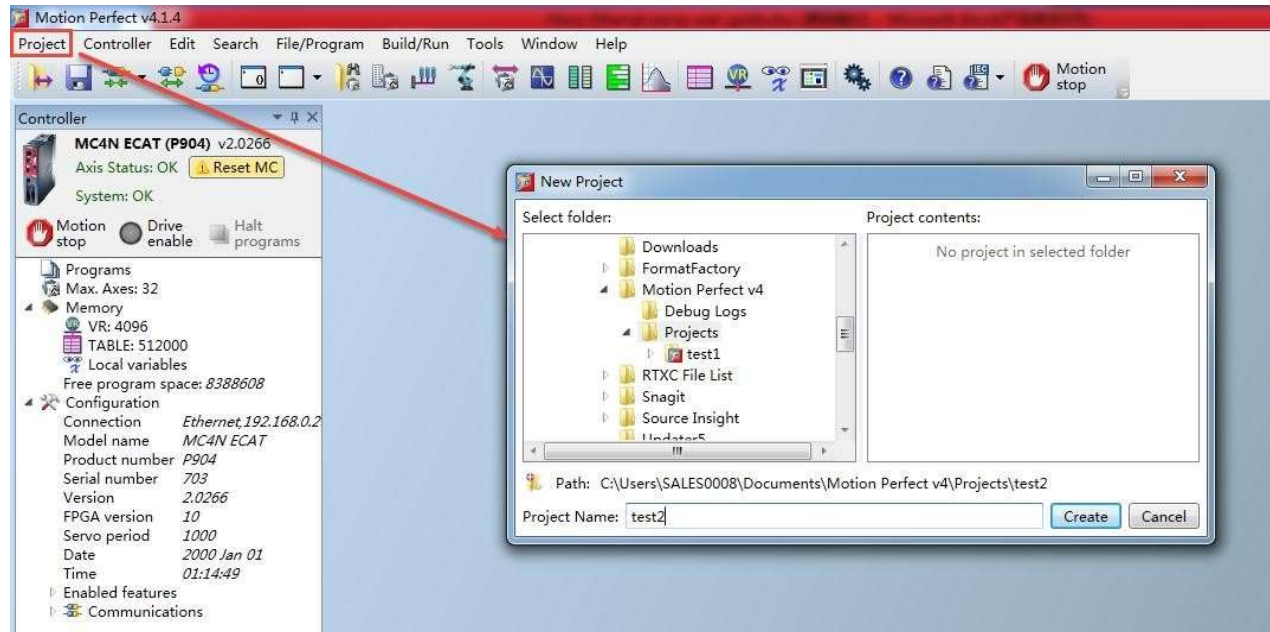 Motion Perfect v4.1.4
Project Controller Edit Search File/Program Build/Run Tools Window Help
Motion stop
Controller
MC4N ECAT (P904) v2.0266
Axis Status: OK Reset MC
System: OK
Motion stop Drive enable Halt programs
Programs
Max. Axes: 32
Memory
VR: 4096
TABLE: 512000
Local variables
Free program space: 8388608
Configuration
Connection Ethernet,192.168.0.2
Model name MC4N ECAT
Product number P904
Serial number 703
Version 2.0266
FPGA version 10
Servo period 1000
Date 2000 Jan 01
Time 01:14:49
Enabled features
Communications
New Project
Select folder: Project contents:
Downloads
FormatFactory
Motion Perfect v4
Debug Logs
Projects
test1
RTXC File List
Snagit
Source Insight
Updater5
No project in selected folder
Path: C:\Users\SALES0008\Documents\Motion Perfect v4\Projects\test2
Project Name: test2 Create Cancel